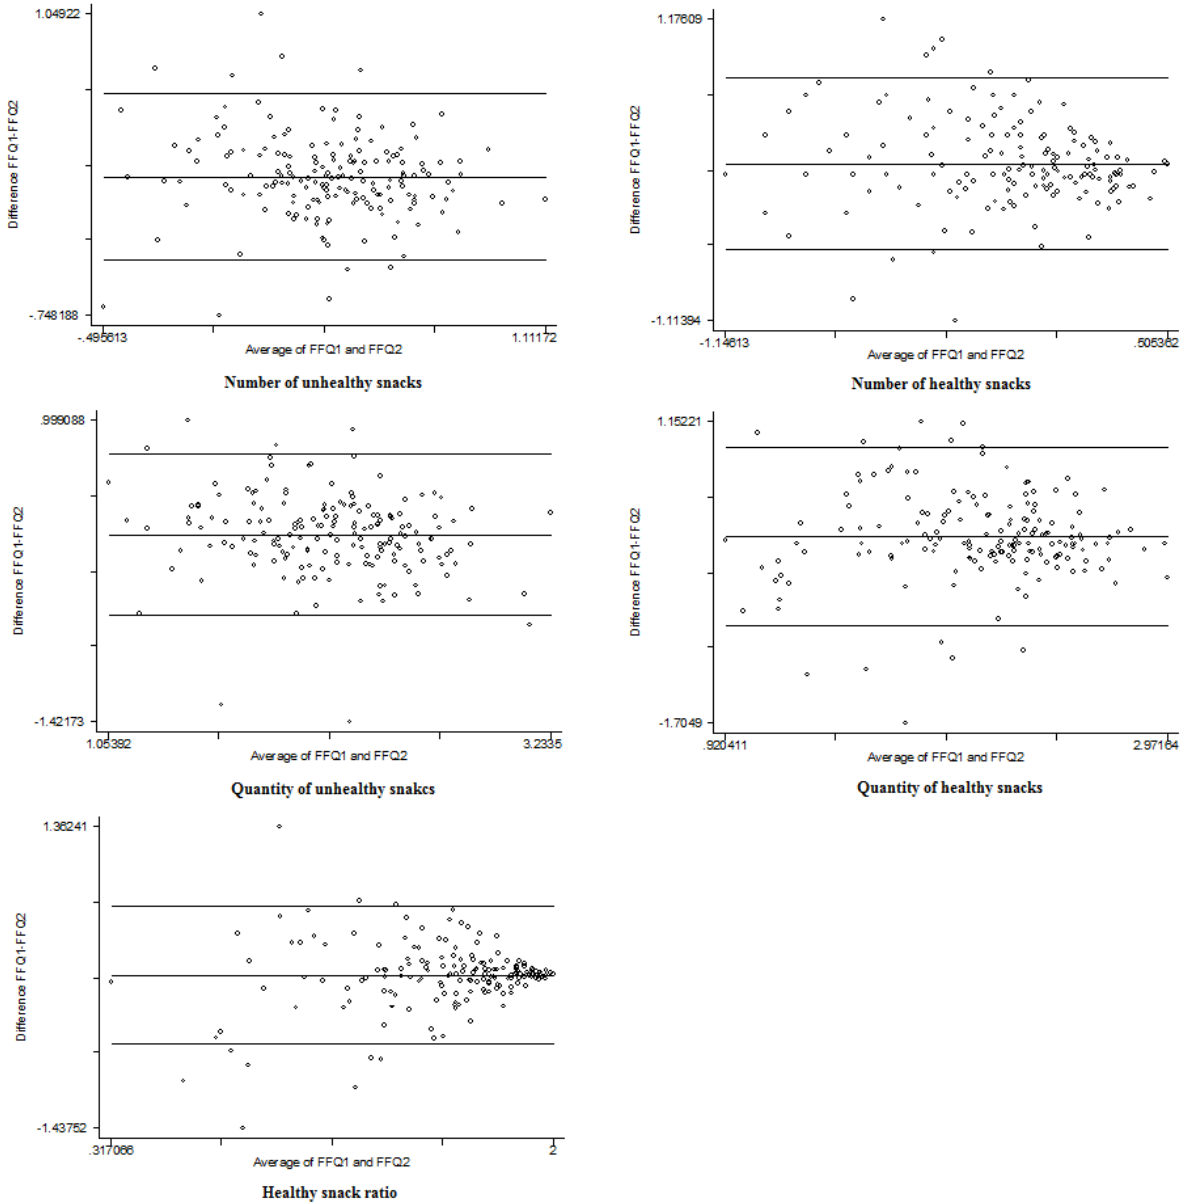 1.04922
Difference FFQ1-FFQ2
-.748188
-.495613
1.11172
Average of FFQ1 and FFQ2
Number of unhealthy snacks
1.17609
Difference FFQ1-FFQ2
-1.11394
-1.14613
.505362
Average of FFQ1 and FFQ2
Number of healthy snacks
.999088
Difference FFQ1-FFQ2
-1.42173
1.05392
3.2335
Average of FFQ1 and FFQ2
Quantity of unhealthy snakcs
1.15221
Difference FFQ1-FFQ2
-1.7049
.920411
2.97164
Average of FFQ1 and FFQ2
Quantity of healthy snacks
1.36241
Difference FFQ1-FFQ2
-1.43752
.317066
2
Average of FFQ1 and FFQ2
Healthy snack ratio